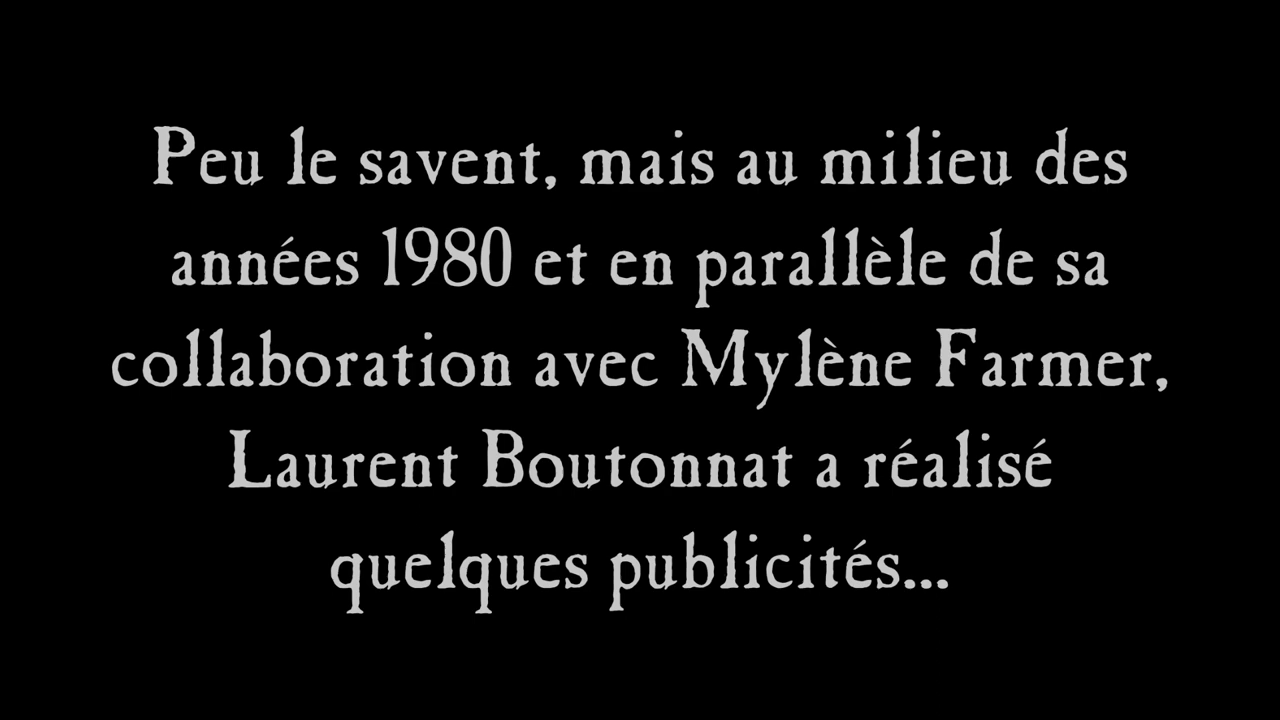 Peu le savent, mais au milieu des
années 1980 et en parallèle de sa
collaboration avec Mylène Farmer,
Laurent Boutonnat a réalisé
quelques publicités...